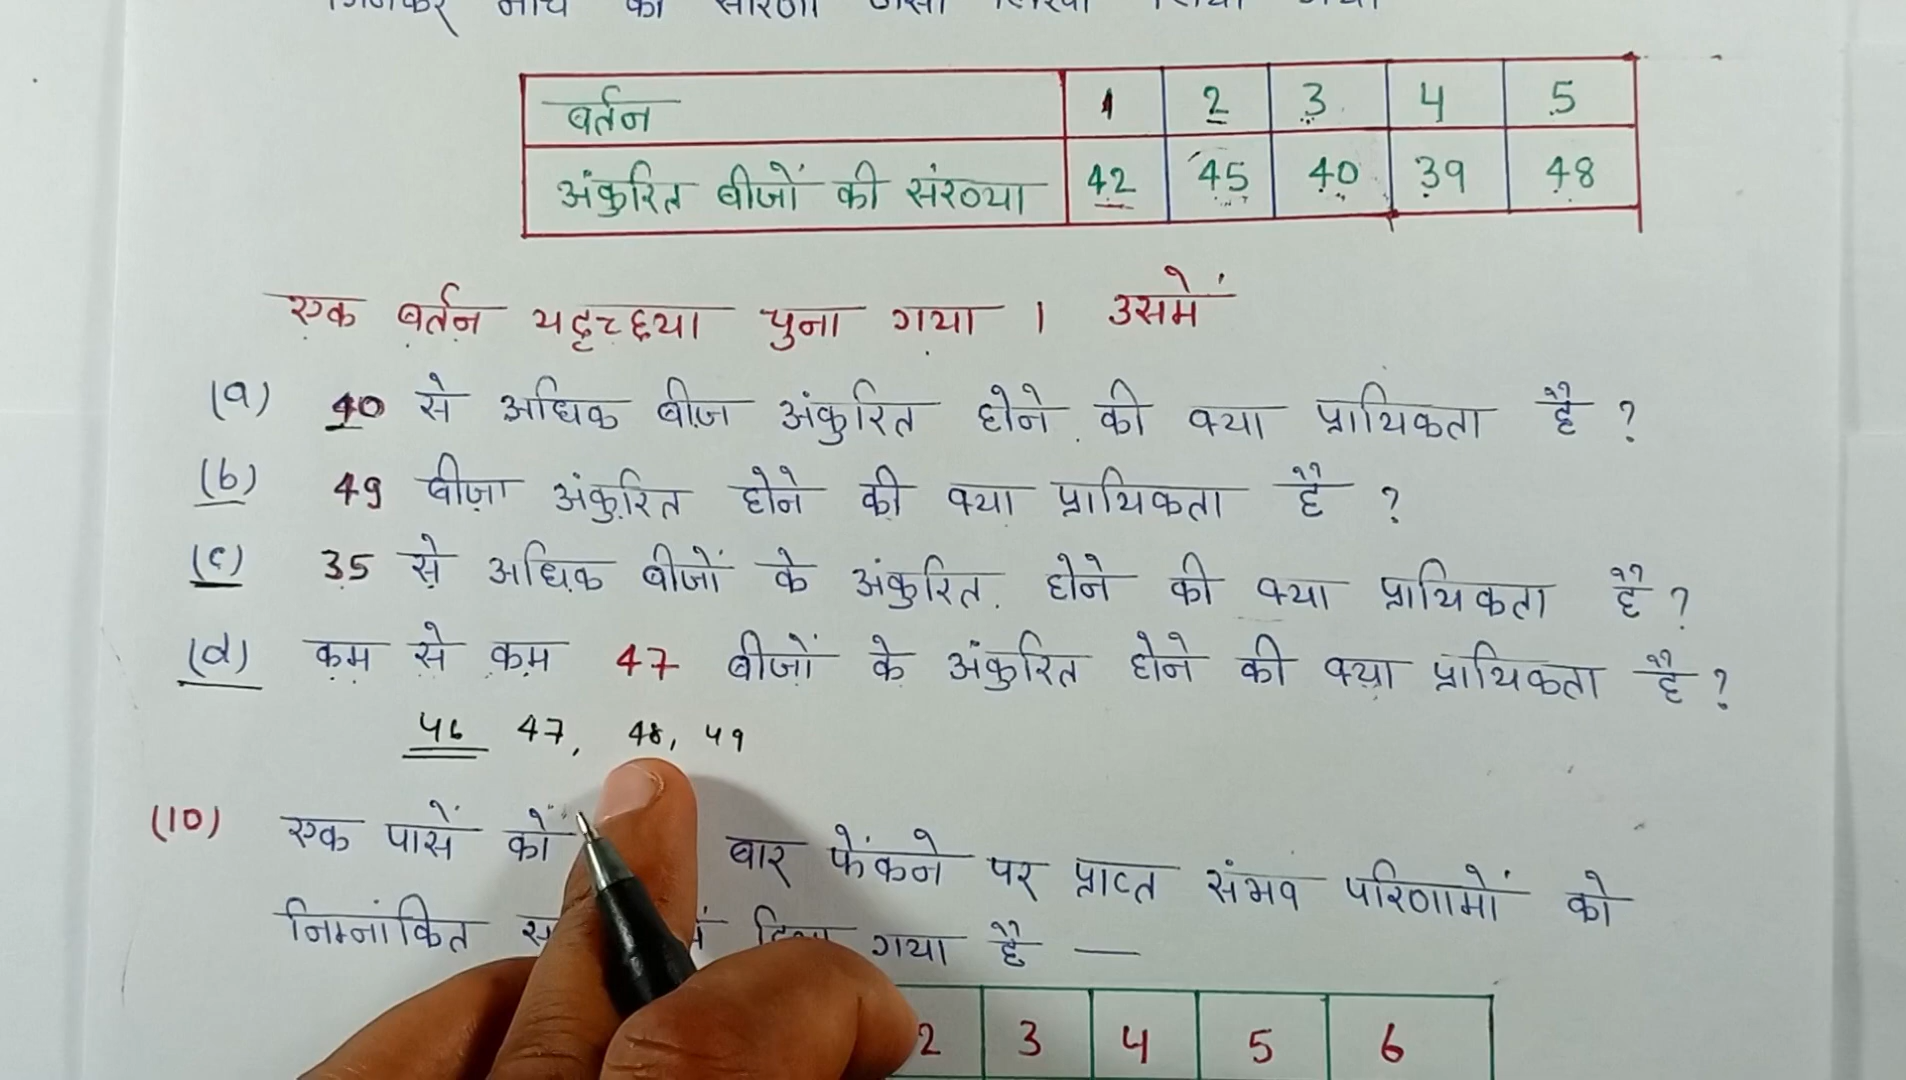 बर्तन 1 2 3 4 5
अंकुरित बीजों की संख्या 42 45 40 39 48
एक बर्तन यदृच्छया चुना गया । उसमें
(a) 40 से अधिक बीज अंकुरित होने की क्या प्रायिकता है ?
(b) 49 बीज अंकुरित होने की क्या प्रायिकता है ?
(c) 35 से अधिक बीजों के अंकुरित होने की क्या प्रायिकता है ?
(d) कम से कम 47 बीजों के अंकुरित होने की क्या प्रायिकता है ?
46 47, 48, 49
(10) एक पासें को बार फेंकने पर प्राप्त संभव परिणामों को
निम्नांकित गया है —
2 3 4 5 6